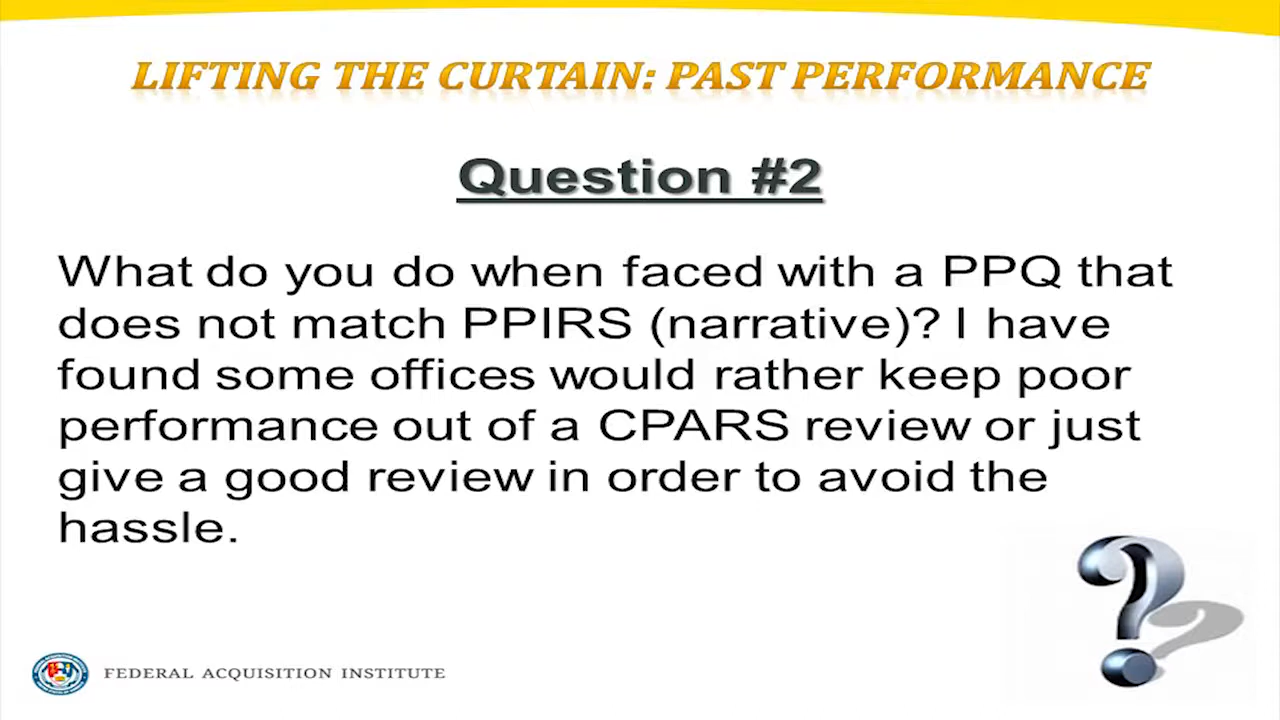 LIFTING THE CURTAIN: PAST PERFORMANCE
Question #2
What do you do when faced with a PPQ that
does not match PPIRS (narrative)? I have
found some offices would rather keep poor
performance out of a CPARS review or just
give a good review in order to avoid the
hassle.
FEDERAL ACQUISITION INSTITUTE